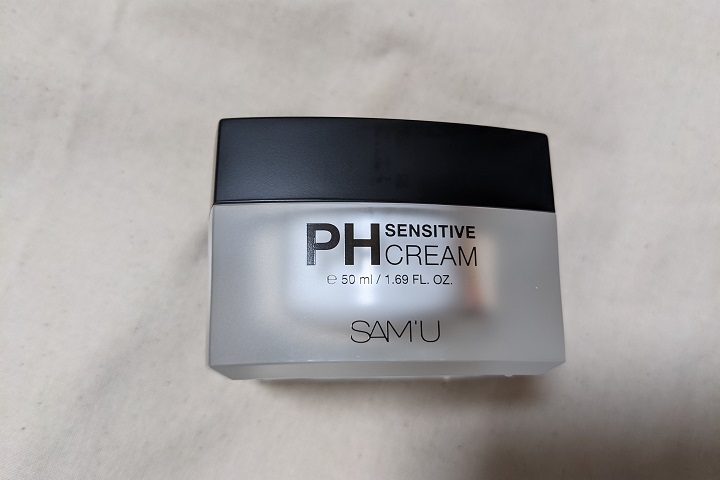 PH SENSITIVE
CREAM
℮ 50 ml / 1.69 FL. OZ.
SAM'U